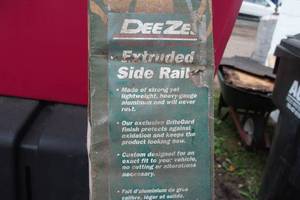 DEEZEE
Extruded
Side Rails
• Made of strong yet
lightweight, heavy-gauge
aluminum and will never
rust.
• Our exclusive BriteGard
finish protects against
oxidation and keeps the
product looking new.
• Custom designed for an
exact fit to your vehicle,
no cutting or alterations
necessary.
• Fait d'aluminium de gros
calibre, léger et solide.